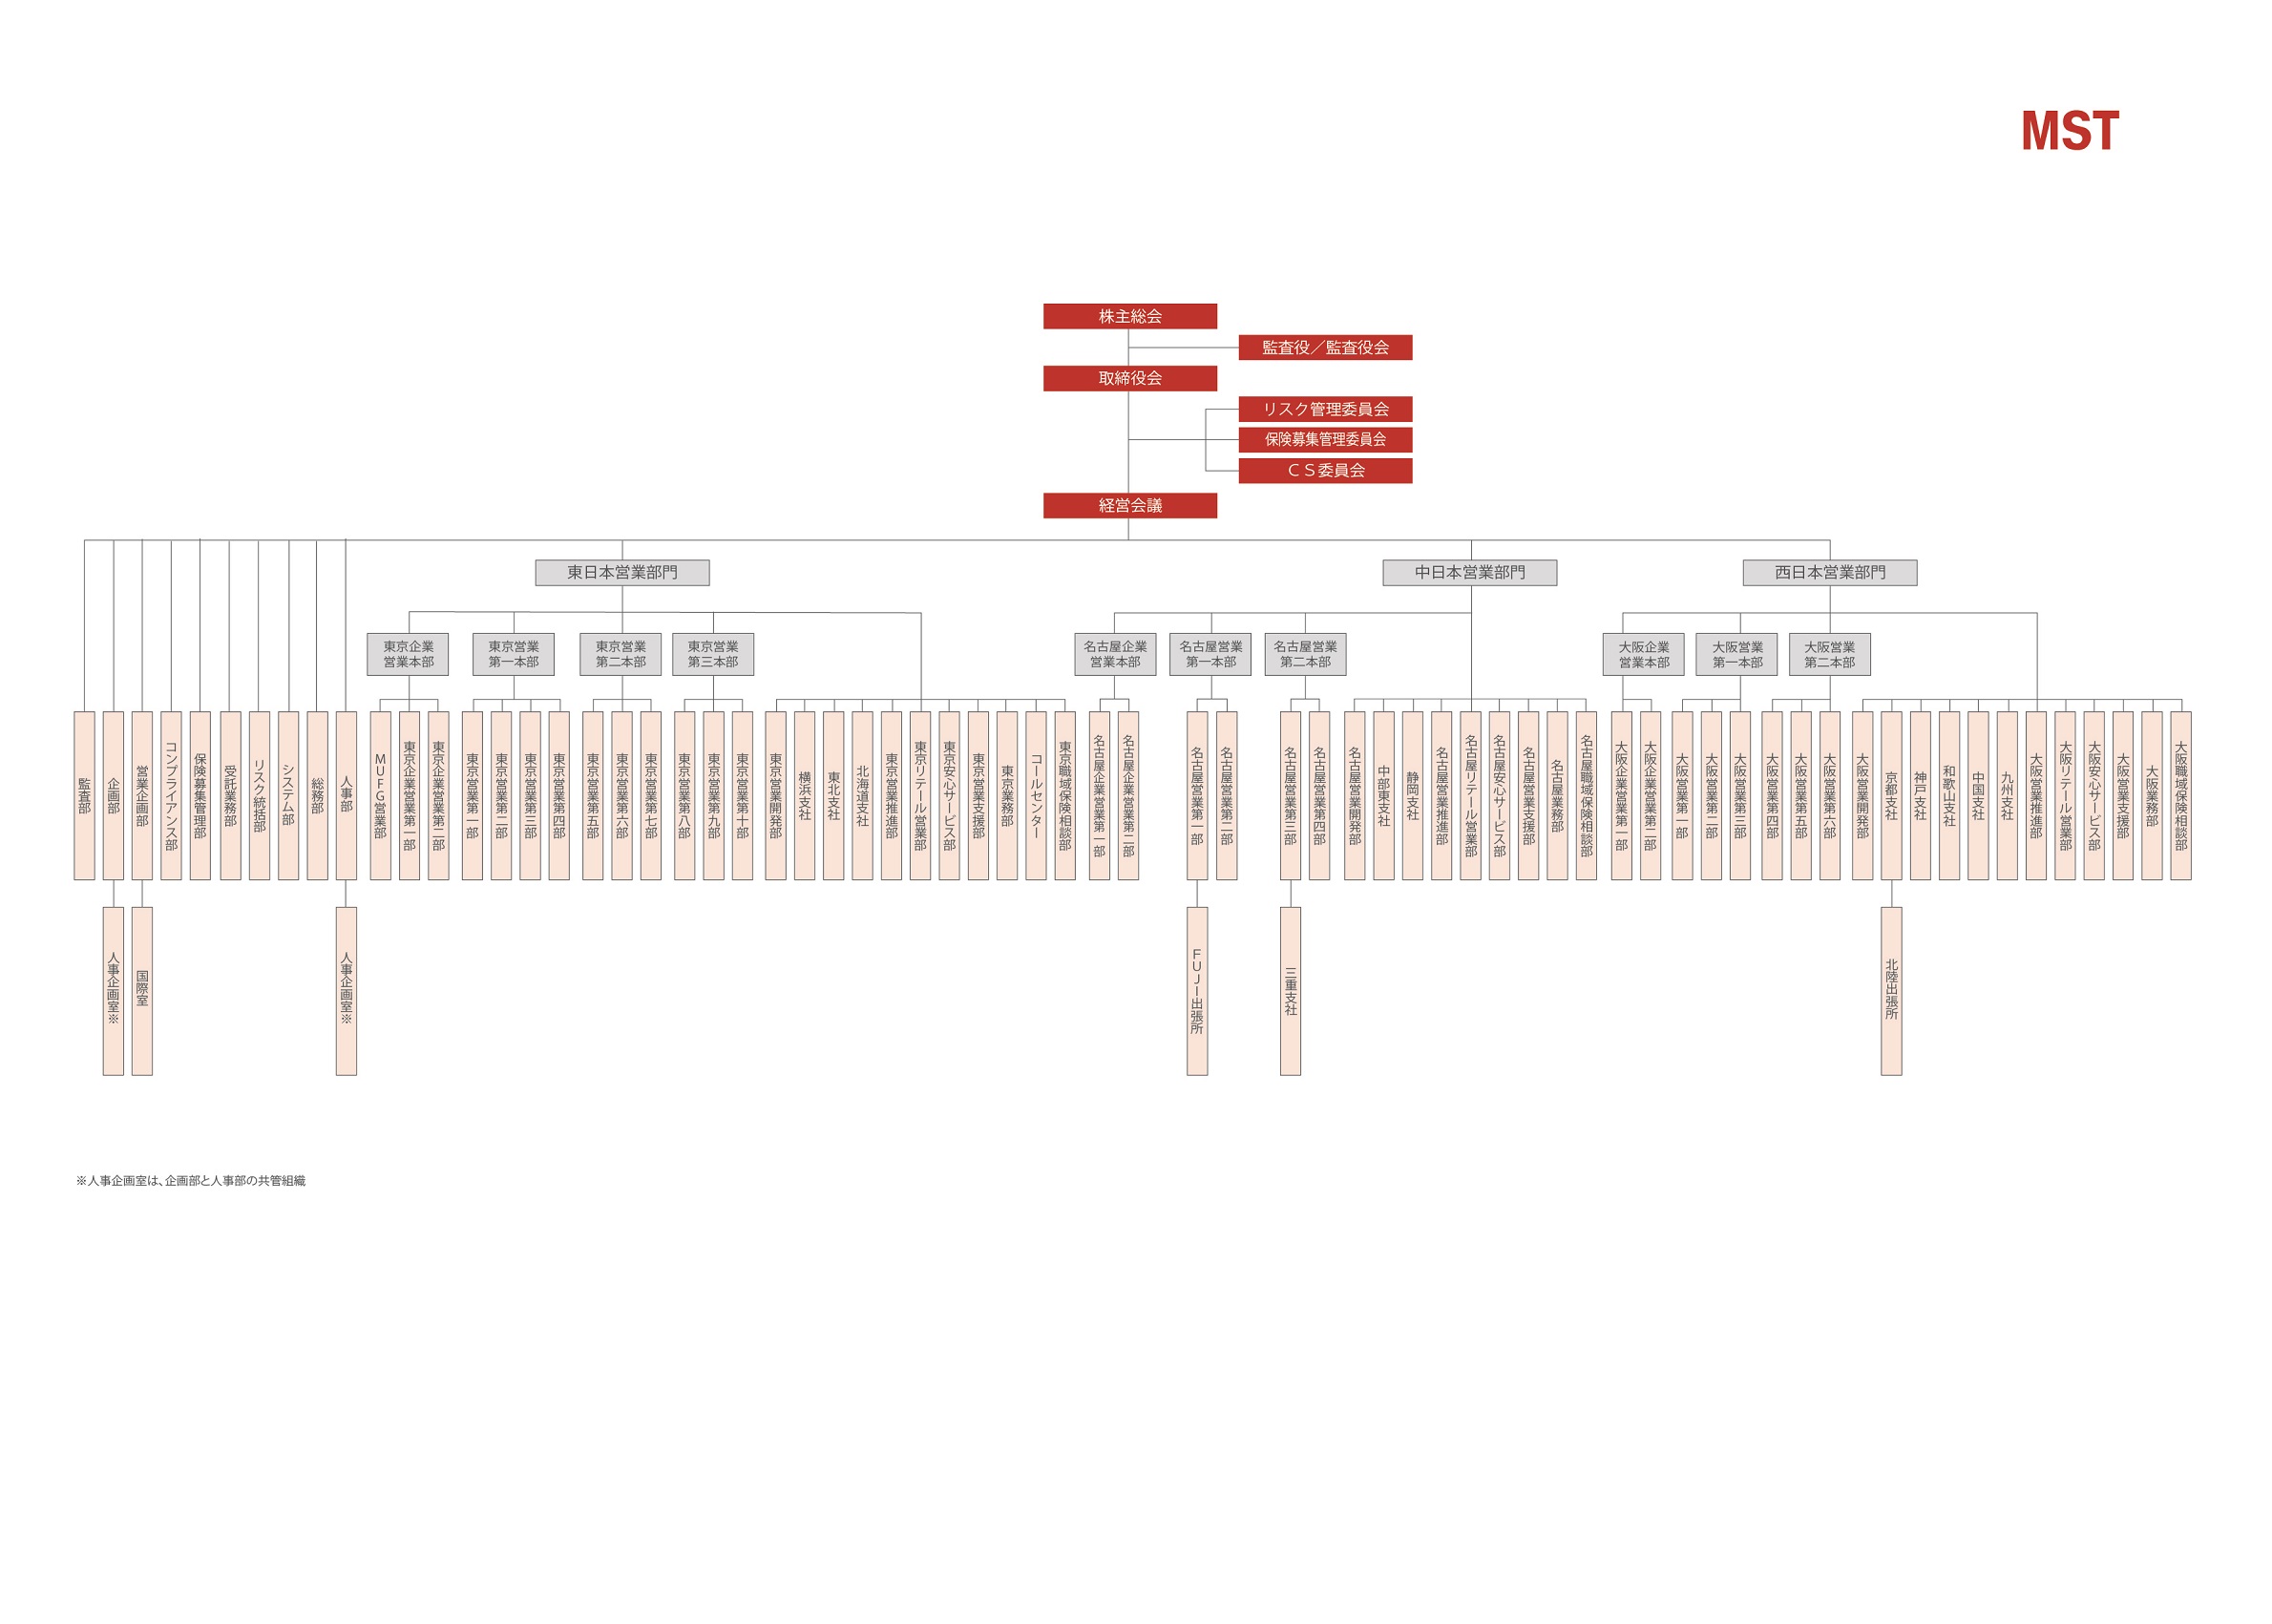 MST
株主総会
監査役／監査役会
取締役会
リスク管理委員会
保険募集管理委員会
ＣＳ委員会
経営会議
東日本営業部門
中日本営業部門
西日本営業部門
東京企業
営業本部
東京営業
第一本部
東京営業
第二本部
東京営業
第三本部
名古屋企業
営業本部
名古屋営業
第一本部
名古屋営業
第二本部
大阪企業
営業本部
大阪営業
第一本部
大阪営業
第二本部
監査部
企画部
営業企画部
コンプライアンス部
保険募集管理部
受託業務部
リスク統括部
システム部
総務部
人事部
ＭＵＦＧ営業部
東京企業営業第一部
東京企業営業第二部
東京営業第一部
東京営業第二部
東京営業第三部
東京営業第四部
東京営業第五部
東京営業第六部
東京営業第七部
東京営業第八部
東京営業第九部
東京営業第十部
東京営業開発部
横浜支社
東北支社
北海道支社
東京営業推進部
東京リテール営業部
東京安心サービス部
東京営業支援部
東京業務部
コールセンター
東京職域保険相談部
名古屋企業営業第一部
名古屋企業営業第二部
名古屋営業第一部
名古屋営業第二部
名古屋営業第三部
名古屋営業第四部
名古屋営業開発部
中部東支社
静岡支社
名古屋営業推進部
名古屋リテール営業部
名古屋安心サービス部
名古屋営業支援部
名古屋業務部
名古屋職域保険相談部
大阪企業営業第一部
大阪企業営業第二部
大阪営業第一部
大阪営業第二部
大阪営業第三部
大阪営業第四部
大阪営業第五部
大阪営業第六部
大阪営業開発部
京都支社
神戸支社
和歌山支社
中国支社
九州支社
大阪営業推進部
大阪リテール営業部
大阪安心サービス部
大阪営業支援部
大阪業務部
大阪職域保険相談部
人事企画室※
国際室
人事企画室※
ＦＵＪＩ出張所
三重支社
北陸出張所
※人事企画室は、企画部と人事部の共管組織